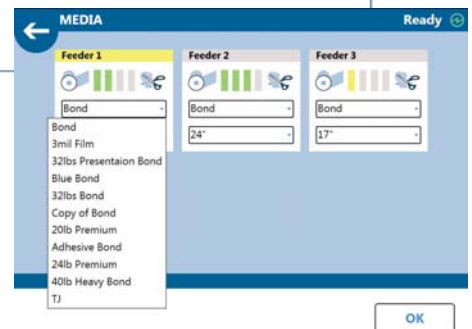 MEDIA
Ready
Feeder 1
Feeder 2
Feeder 3
Bond
Bond
Bond
24"
17"
Bond
3mil Film
32lbs Presentaion Bond
Blue Bond
32lbs Bond
Copy of Bond
20lb Premium
Adhesive Bond
24lb Premium
40lb Heavy Bond
TJ
OK